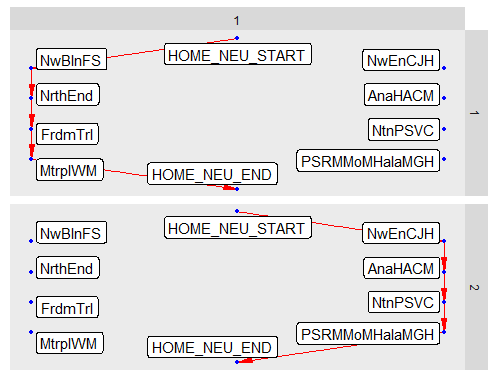 1
HOME_NEU_START
NwBlnFS
NwEnCJH
NrthEnd
AnaHACM
1
FrdmTrl
NtnPSVC
MtrplWM
PSRMMoMHalaMGH
HOME_NEU_END
HOME_NEU_START
NwBlnFS
NwEnCJH
NrthEnd
AnaHACM
2
FrdmTrl
NtnPSVC
MtrplWM
PSRMMoMHalaMGH
HOME_NEU_END